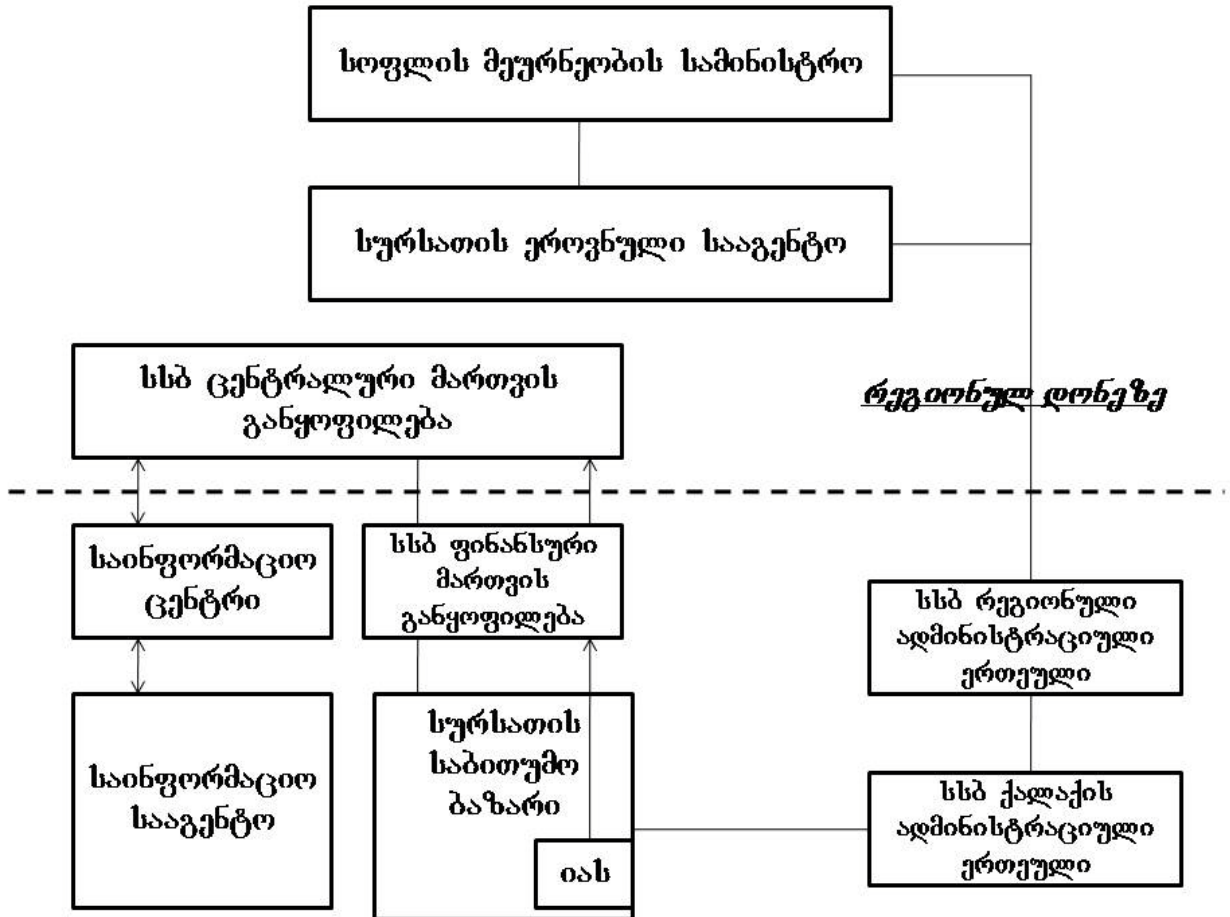 სოფლის მეურნეობის სამინისტრო
სურსათის ეროვნული სააგენტო
სსბ ცენტრალური მართვის
განყოფილება
რეგიონულ დონეზე
საინფორმაციო
ცენტრი
სსბ ფინანსური
მართვის
განყოფილება
სსბ რეგიონული
ადმინისტრაციული
ერთეული
საინფორმაციო
სააგენტო
სურსათის
საბითუმო
ბაზარი
იას
სსბ ქალაქის
ადმინისტრაციული
ერთეული